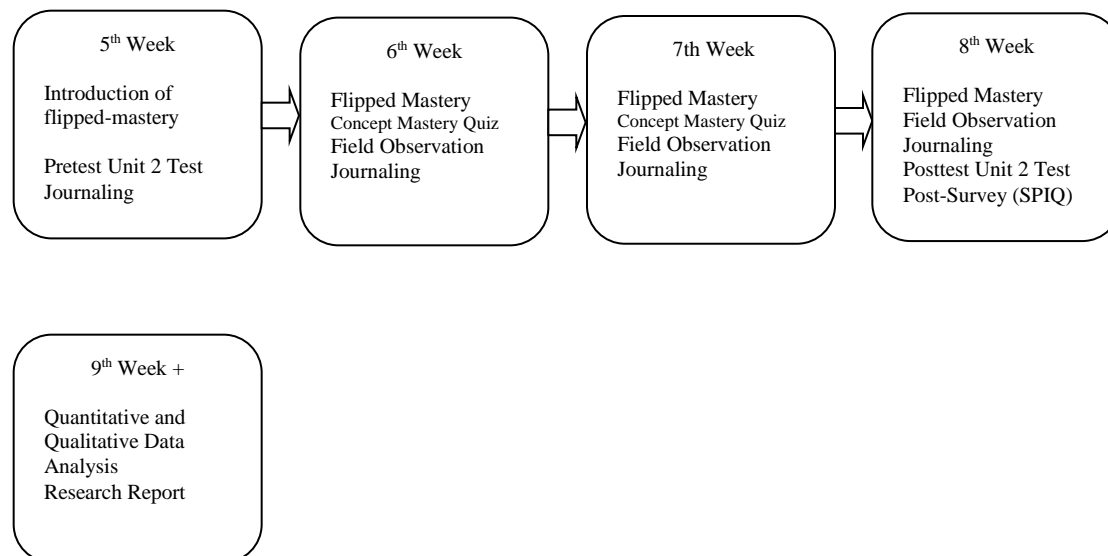 5th Week
Introduction of
flipped-mastery
Pretest Unit 2 Test
Journaling
6th Week
Flipped Mastery
Concept Mastery Quiz
Field Observation
Journaling
7th Week
Flipped Mastery
Concept Mastery Quiz
Field Observation
Journaling
8th Week
Flipped Mastery
Field Observation
Journaling
Posttest Unit 2 Test
Post-Survey (SPIQ)
9th Week +
Quantitative and
Qualitative Data
Analysis
Research Report